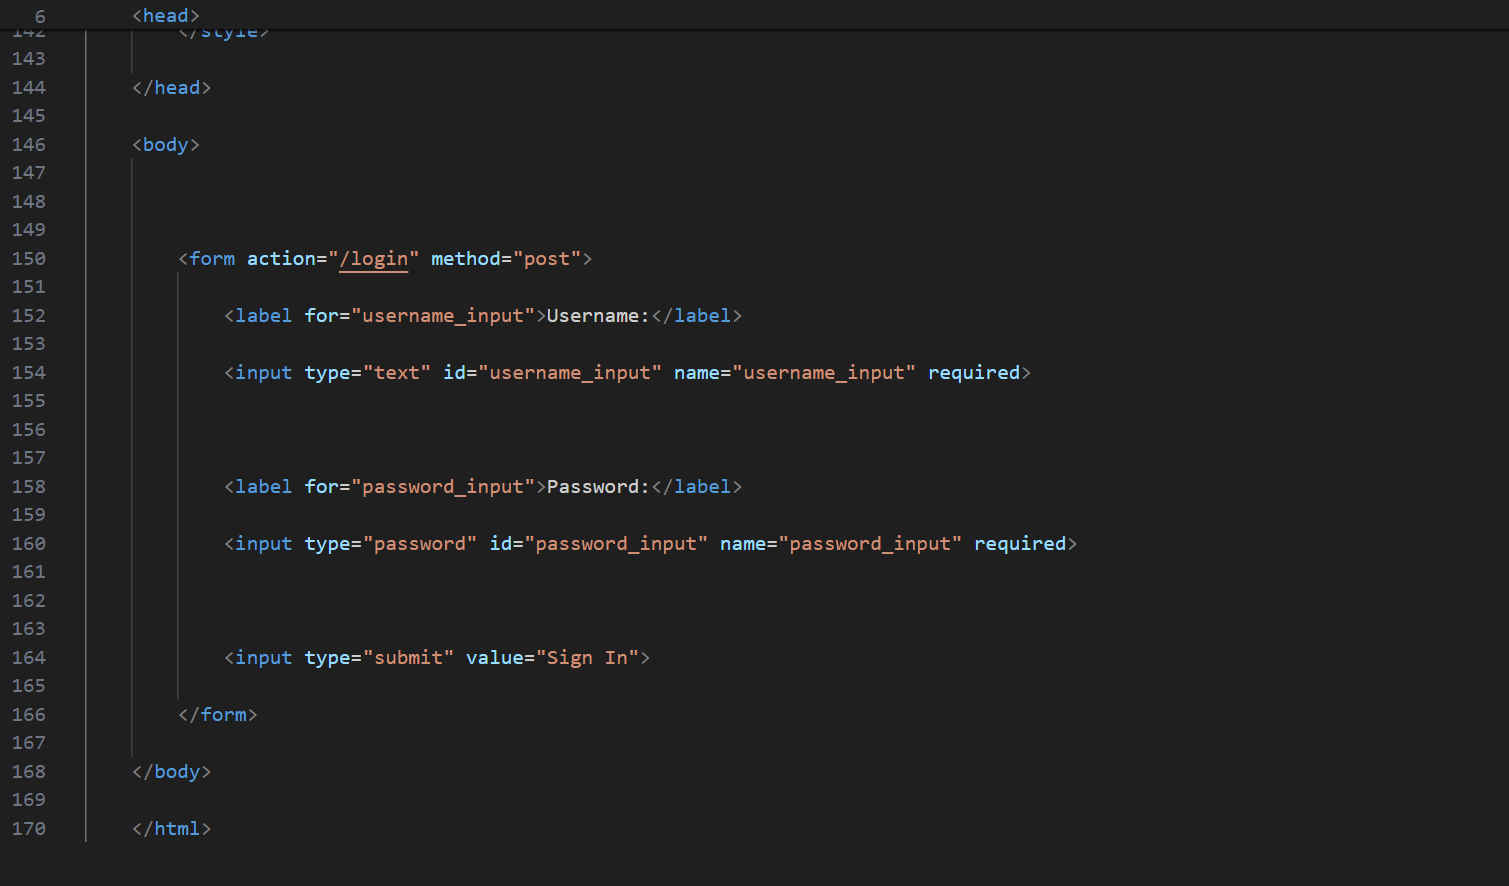 6 <head>
142 </style>
143
144 </head>
145
146 <body>
147
148
149
150 <form action="/login" method="post">
151
152 <label for="username_input">Username:</label>
153
154 <input type="text" id="username_input" name="username_input" required>
155
156
157
158 <label for="password_input">Password:</label>
159
160 <input type="password" id="password_input" name="password_input" required>
161
162
163
164 <input type="submit" value="Sign In">
165
166 </form>
167
168 </body>
169
170 </html>